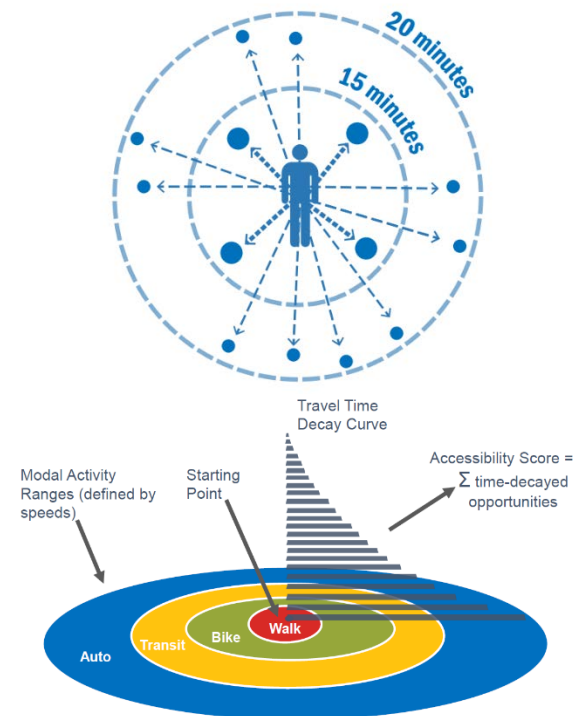 20 minutes
15 minutes
Travel Time
Decay Curve
Modal Activity
Ranges (defined by
speeds)
Starting
Point
Accessibility Score =
Σ time-decayed
opportunities
Walk
Bike
Transit
Auto